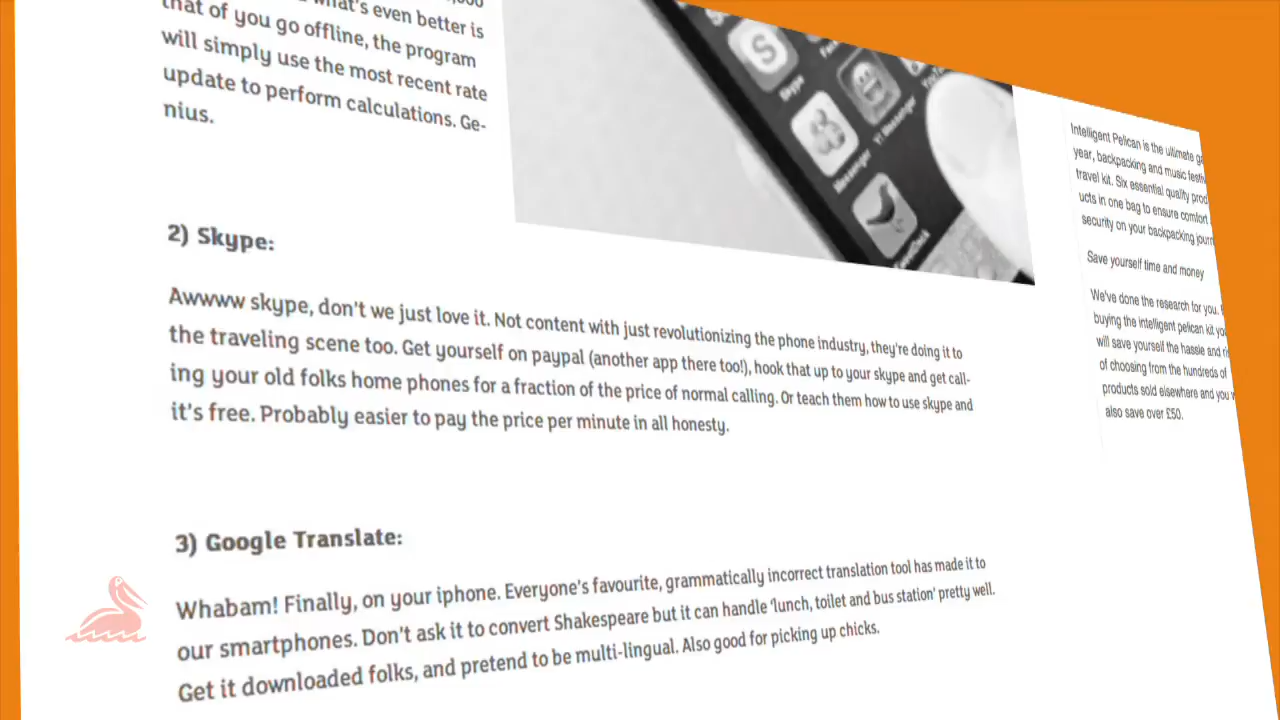 what's even better is
that of you go offline, the program
will simply use the most recent rate
update to perform calculations. Ge-
nius.
Skype
Messenger
Y! Messenger
2) Skype:
Awwww skype, don't we just love it. Not content with just revolutionizing the phone industry, they're doing it to
the traveling scene too. Get yourself on paypal (another app there too!), hook that up to your skype and get call-
ing your old folks home phones for a fraction of the price of normal calling. Or teach them how to use skype and
it's free. Probably easier to pay the price per minute in all honesty.
3) Google Translate:
Whabam! Finally, on your iphone. Everyone's favourite, grammatically incorrect translation tool has made it to
our smartphones. Don't ask it to convert Shakespeare but it can handle 'lunch, toilet and bus station' pretty well.
Get it downloaded folks, and pretend to be multi-lingual. Also good for picking up chicks.
Intelligent Pelican is the ultimate
year, backpacking and music
travel kit. Six essential quality prod
ucts in one bag to ensure comfort
security on your backpacking
Save yourself time and money
We've done the research for you.
buying the intelligent pelican kit
will save yourself the hassle and
of choosing from the hundreds of
products sold elsewhere and you
also save over £50.